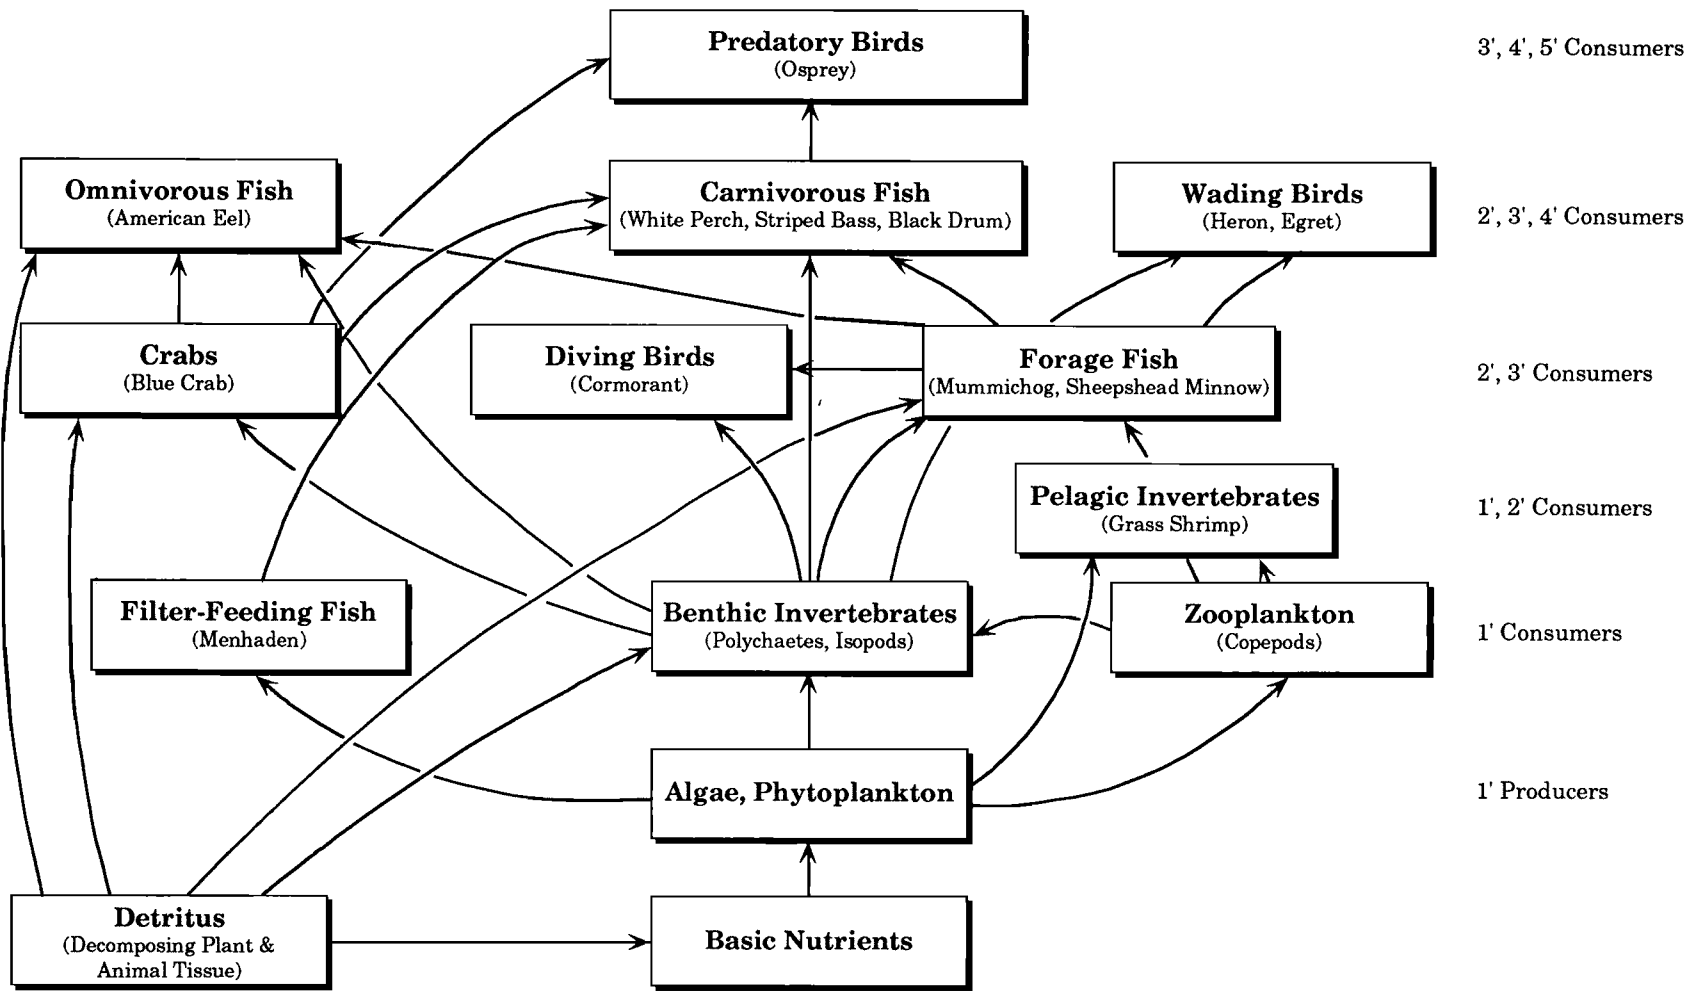 Predatory Birds
(Osprey)
3', 4', 5' Consumers
Omnivorous Fish
(American Eel)
Carnivorous Fish
(White Perch, Striped Bass, Black Drum)
Wading Birds
(Heron, Egret)
2', 3', 4' Consumers
Crabs
(Blue Crab)
Diving Birds
(Cormorant)
Forage Fish
(Mummichog, Sheepshead Minnow)
2', 3' Consumers
Pelagic Invertebrates
(Grass Shrimp)
1', 2' Consumers
Filter-Feeding Fish
(Menhaden)
Benthic Invertebrates
(Polychaetes, Isopods)
Zooplankton
(Copepods)
1' Consumers
Algae, Phytoplankton
1' Producers
Detritus
(Decomposing Plant &
Animal Tissue)
Basic Nutrients